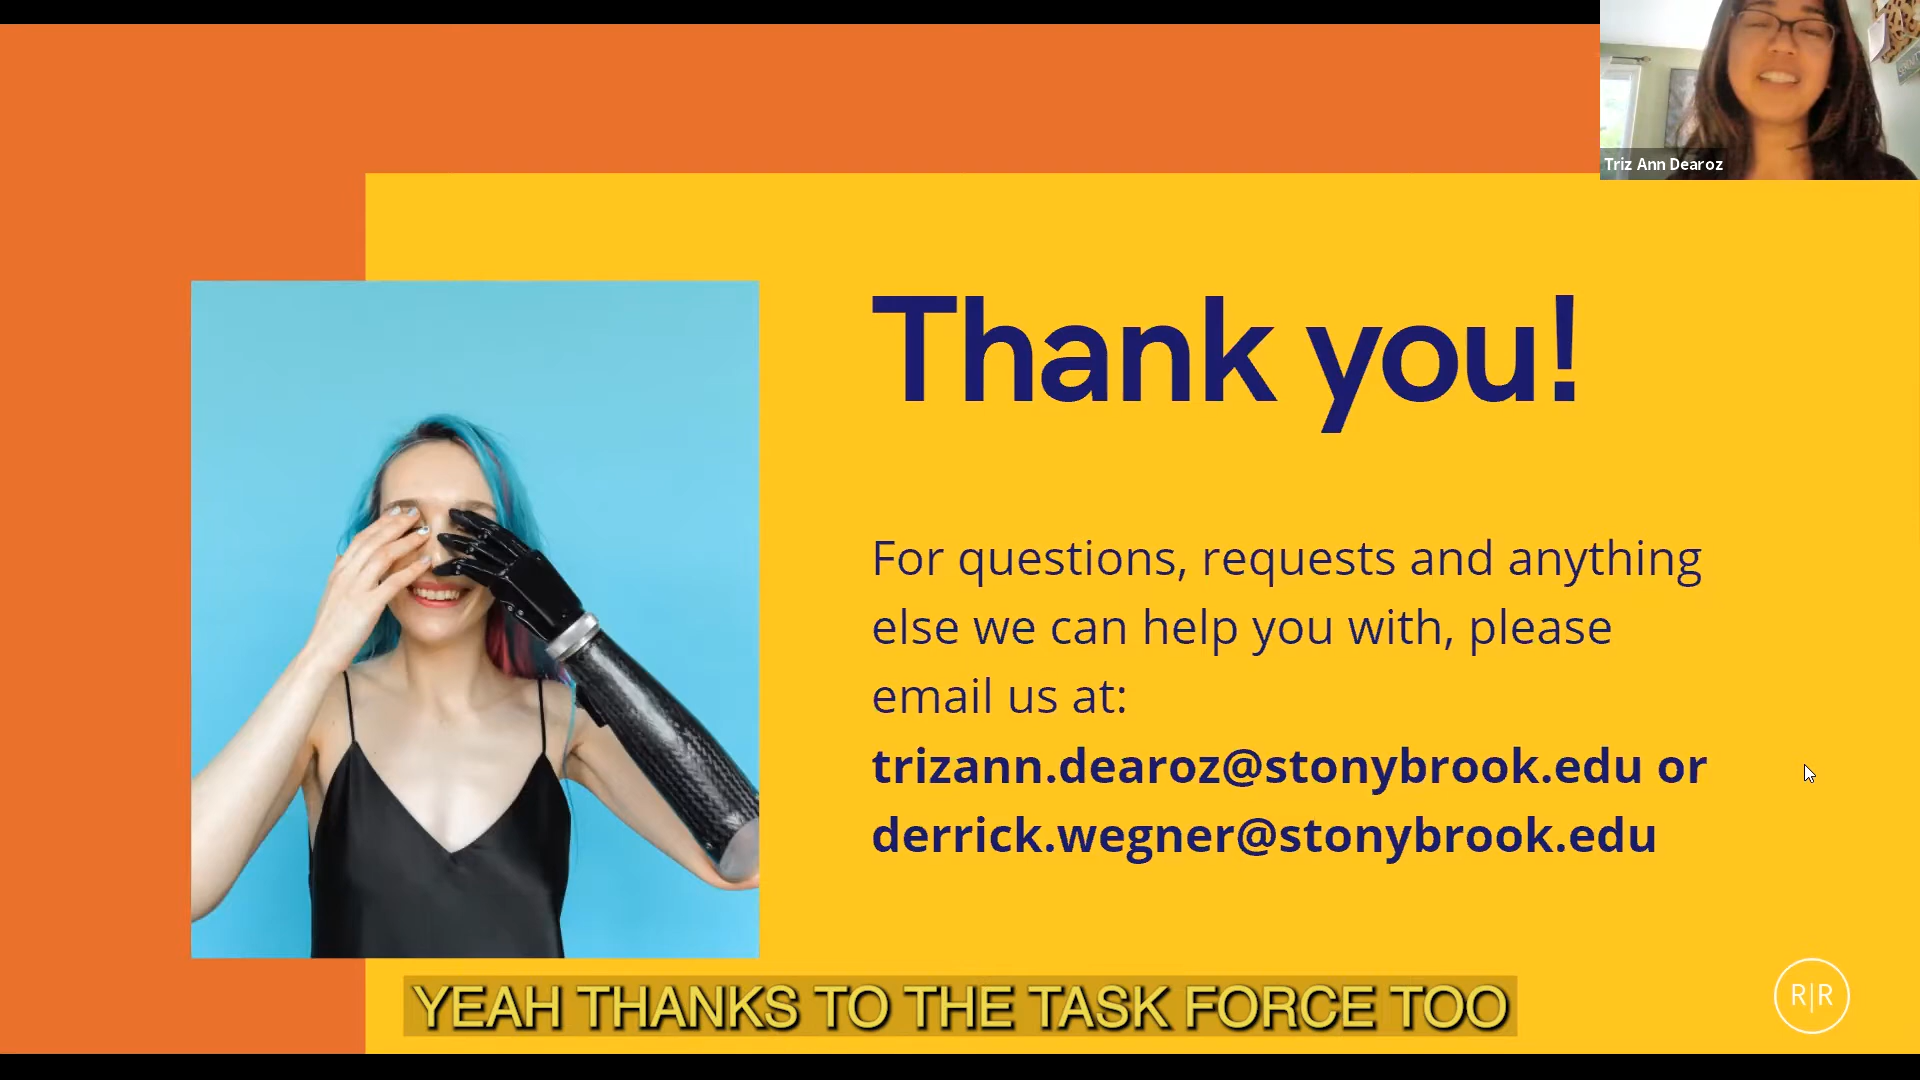 Triz Ann Dearoz
Thank you!
For questions, requests and anything
else we can help you with, please
email us at:
trizann.dearoz@stonybrook.edu or
derrick.wegner@stonybrook.edu
YEAH THANKS TO THE TASK FORCE TOO
R|R